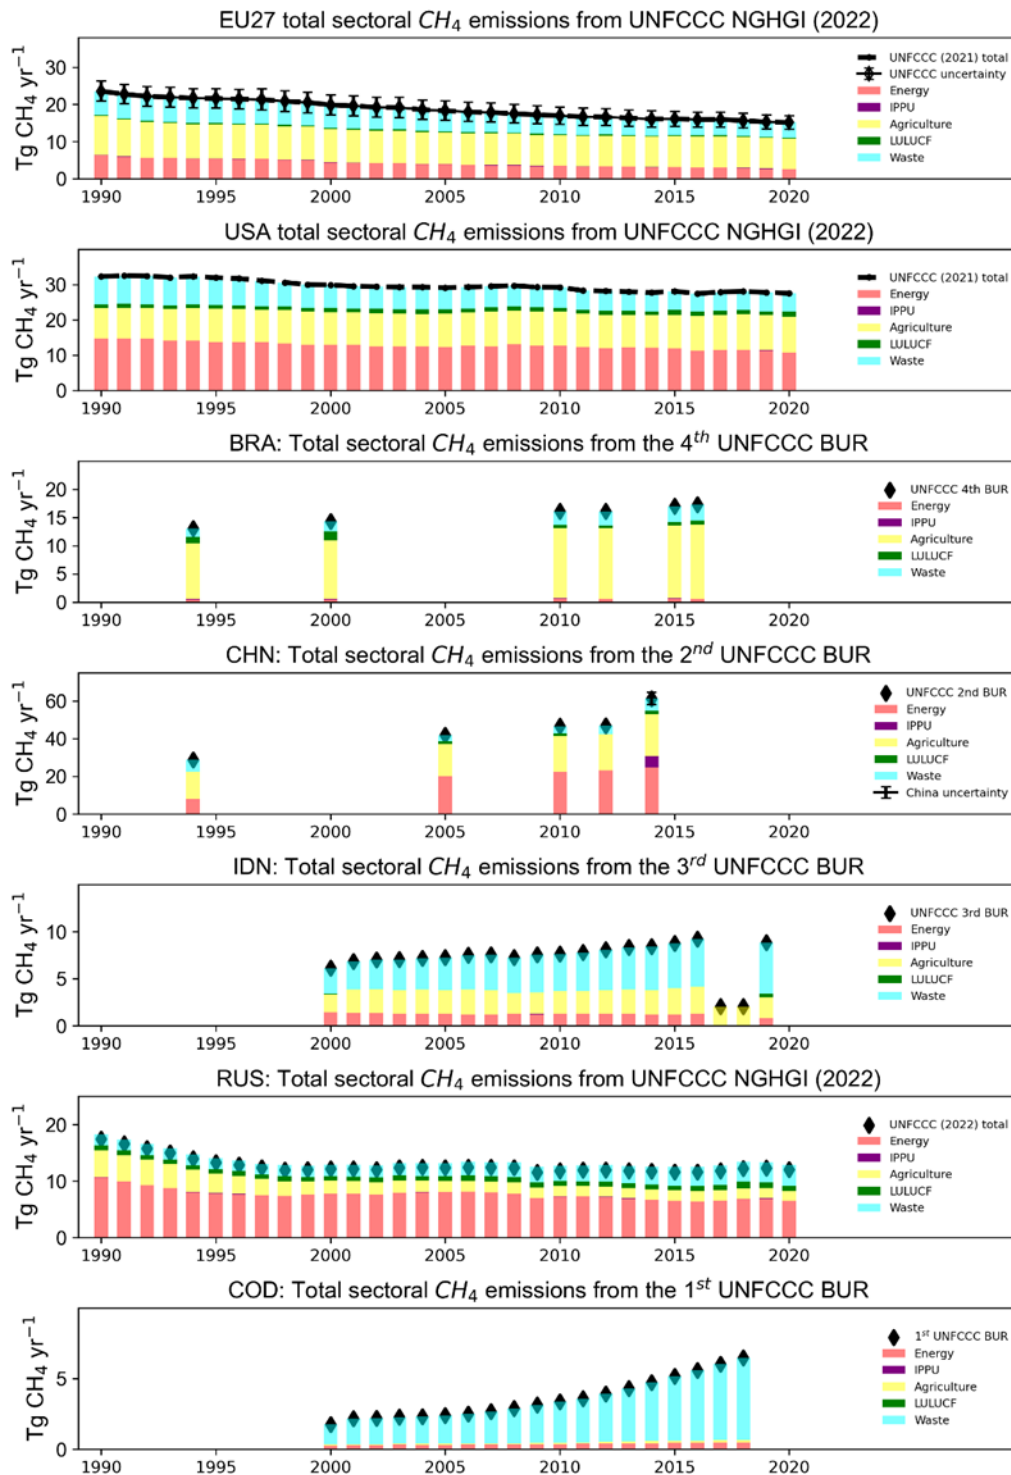 EU27 total sectoral CH₄ emissions from UNFCCC NGHGI (2022)
Tg CH₄ yr⁻¹
30
20
10
0
UNFCCC (2021) total
UNFCCC uncertainty
Energy
IPPU
Agriculture
LULUCF
Waste
1990 1995 2000 2005 2010 2015 2020
USA total sectoral CH₄ emissions from UNFCCC NGHGI (2022)
Tg CH₄ yr⁻¹
30
20
10
0
UNFCCC (2021) total
Energy
IPPU
Agriculture
LULUCF
Waste
1990 1995 2000 2005 2010 2015 2020
BRA: Total sectoral CH₄ emissions from the 4th UNFCCC BUR
Tg CH₄ yr⁻¹
20
15
10
5
0
UNFCCC 4th BUR
Energy
IPPU
Agriculture
LULUCF
Waste
1990 1995 2000 2005 2010 2015 2020
CHN: Total sectoral CH₄ emissions from the 2nd UNFCCC BUR
Tg CH₄ yr⁻¹
60
40
20
0
UNFCCC 2nd BUR
Energy
IPPU
Agriculture
LULUCF
Waste
China uncertainty
1990 1995 2000 2005 2010 2015 2020
IDN: Total sectoral CH₄ emissions from the 3rd UNFCCC BUR
Tg CH₄ yr⁻¹
10
5
0
UNFCCC 3rd BUR
Energy
IPPU
Agriculture
LULUCF
Waste
1990 1995 2000 2005 2010 2015 2020
RUS: Total sectoral CH₄ emissions from UNFCCC NGHGI (2022)
Tg CH₄ yr⁻¹
20
10
0
UNFCCC (2022) total
Energy
IPPU
Agriculture
LULUCF
Waste
1990 1995 2000 2005 2010 2015 2020
COD: Total sectoral CH₄ emissions from the 1st UNFCCC BUR
Tg CH₄ yr⁻¹
5
0
1st UNFCCC BUR
Energy
IPPU
Agriculture
LULUCF
Waste
1990 1995 2000 2005 2010 2015 2020